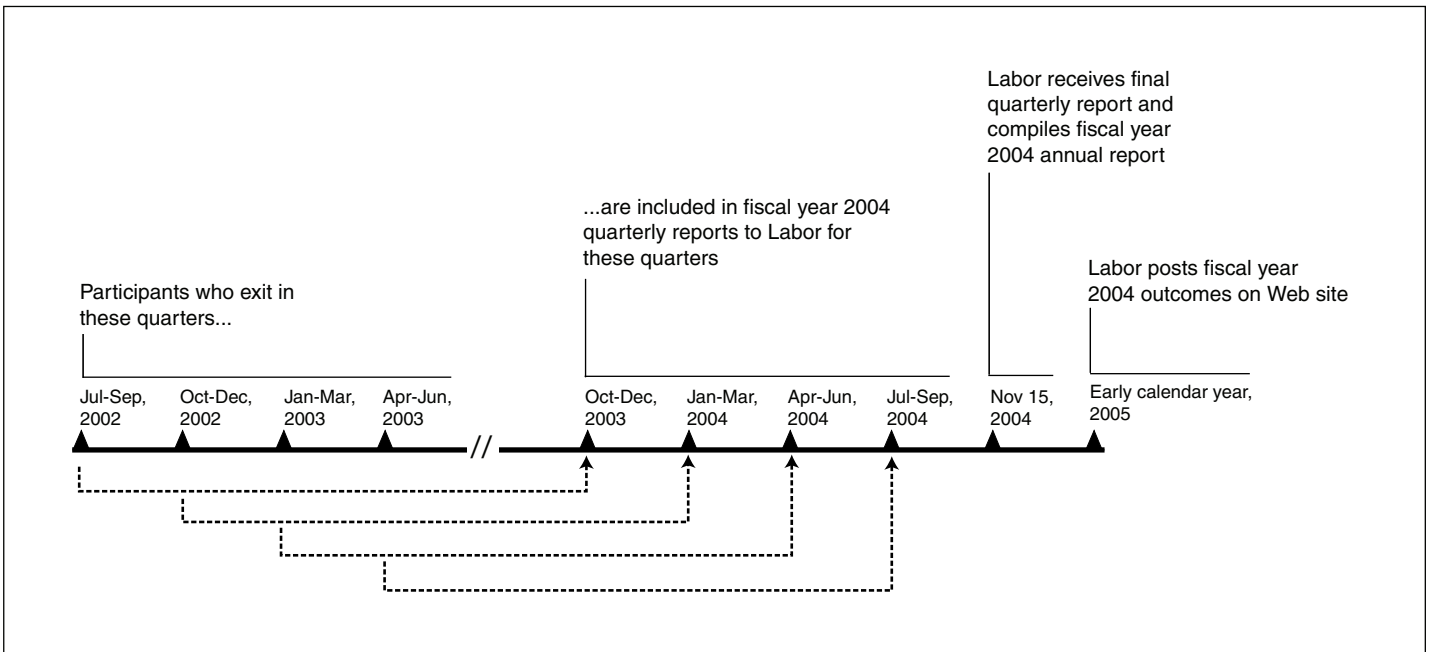 Labor receives final
quarterly report and
compiles fiscal year
2004 annual report
...are included in fiscal year 2004
quarterly reports to Labor for
these quarters
Labor posts fiscal year
2004 outcomes on Web site
Participants who exit in
these quarters...
Jul-Sep,
2002
Oct-Dec,
2002
Jan-Mar,
2003
Apr-Jun,
2003
//
Oct-Dec,
2003
Jan-Mar,
2004
Apr-Jun,
2004
Jul-Sep,
2004
Nov 15,
2004
Early calendar year,
2005